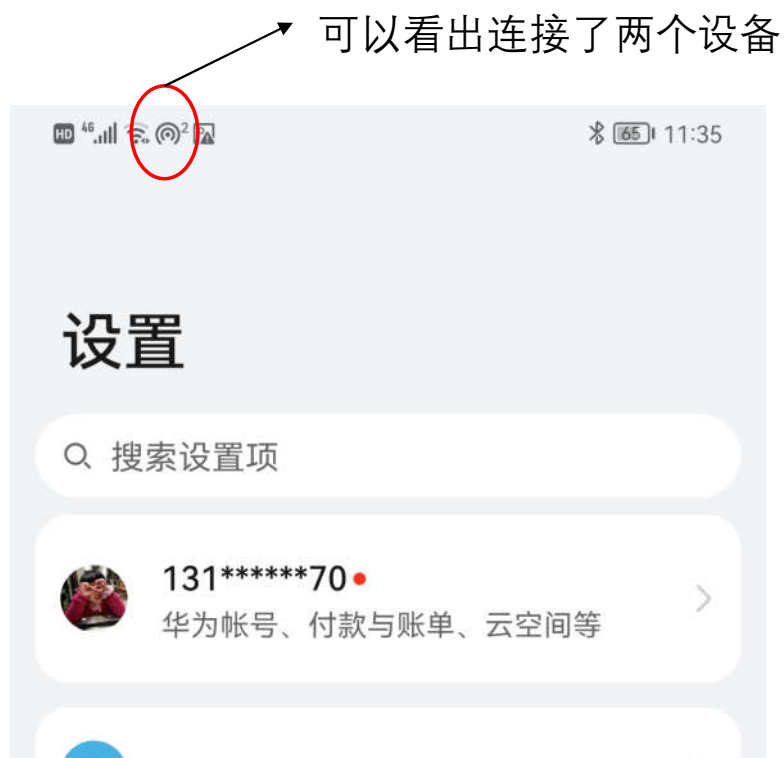 可以看出连接了两个设备
HD 4G 2 65 11:35
设置
搜索设置项
131******70
华为帐号、付款与账单、云空间等